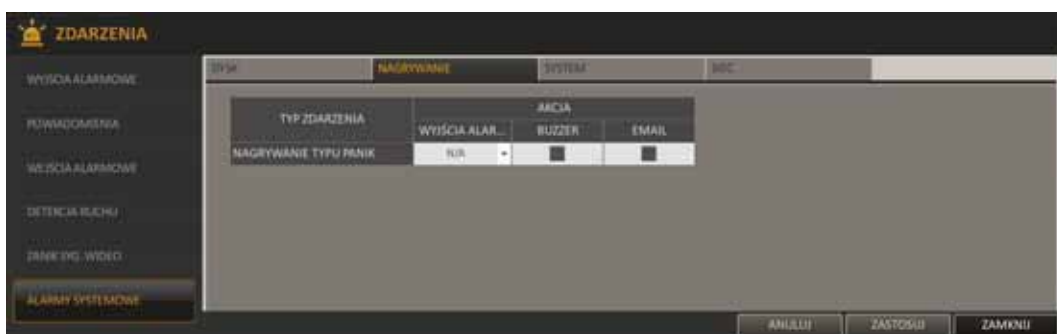 ZDARZENIA
WYJŚCIA ALARMOWE
POWIADOMIENIA
WEJŚCIA ALARMOWE
DETEKCJA RUCHU
ZANIK SYG. WIDEO
ALARMY SYSTEMOWE
DYSK
NAGRYWANIE
SYSTEM
TYP ZDARZENIA
AKCJA
WYJŚCIA ALAR...
BUZZER
EMAIL
NAGRYWANIE TYPU PANIK
N/A
ANULUJ
ZASTOSUJ
ZAMKNIJ